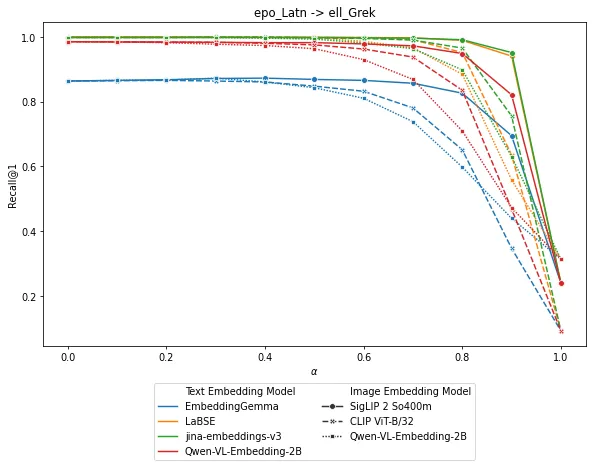 epo_Latn -> ell_Grek
Recall@1
1.0
0.8
0.6
0.4
0.2
0.0 0.2 0.4 0.6 0.8 1.0
α
Text Embedding Model Image Embedding Model
EmbeddingGemma SigLIP 2 So400m
LaBSE CLIP ViT-B/32
jina-embeddings-v3 Qwen-VL-Embedding-2B
Qwen-VL-Embedding-2B